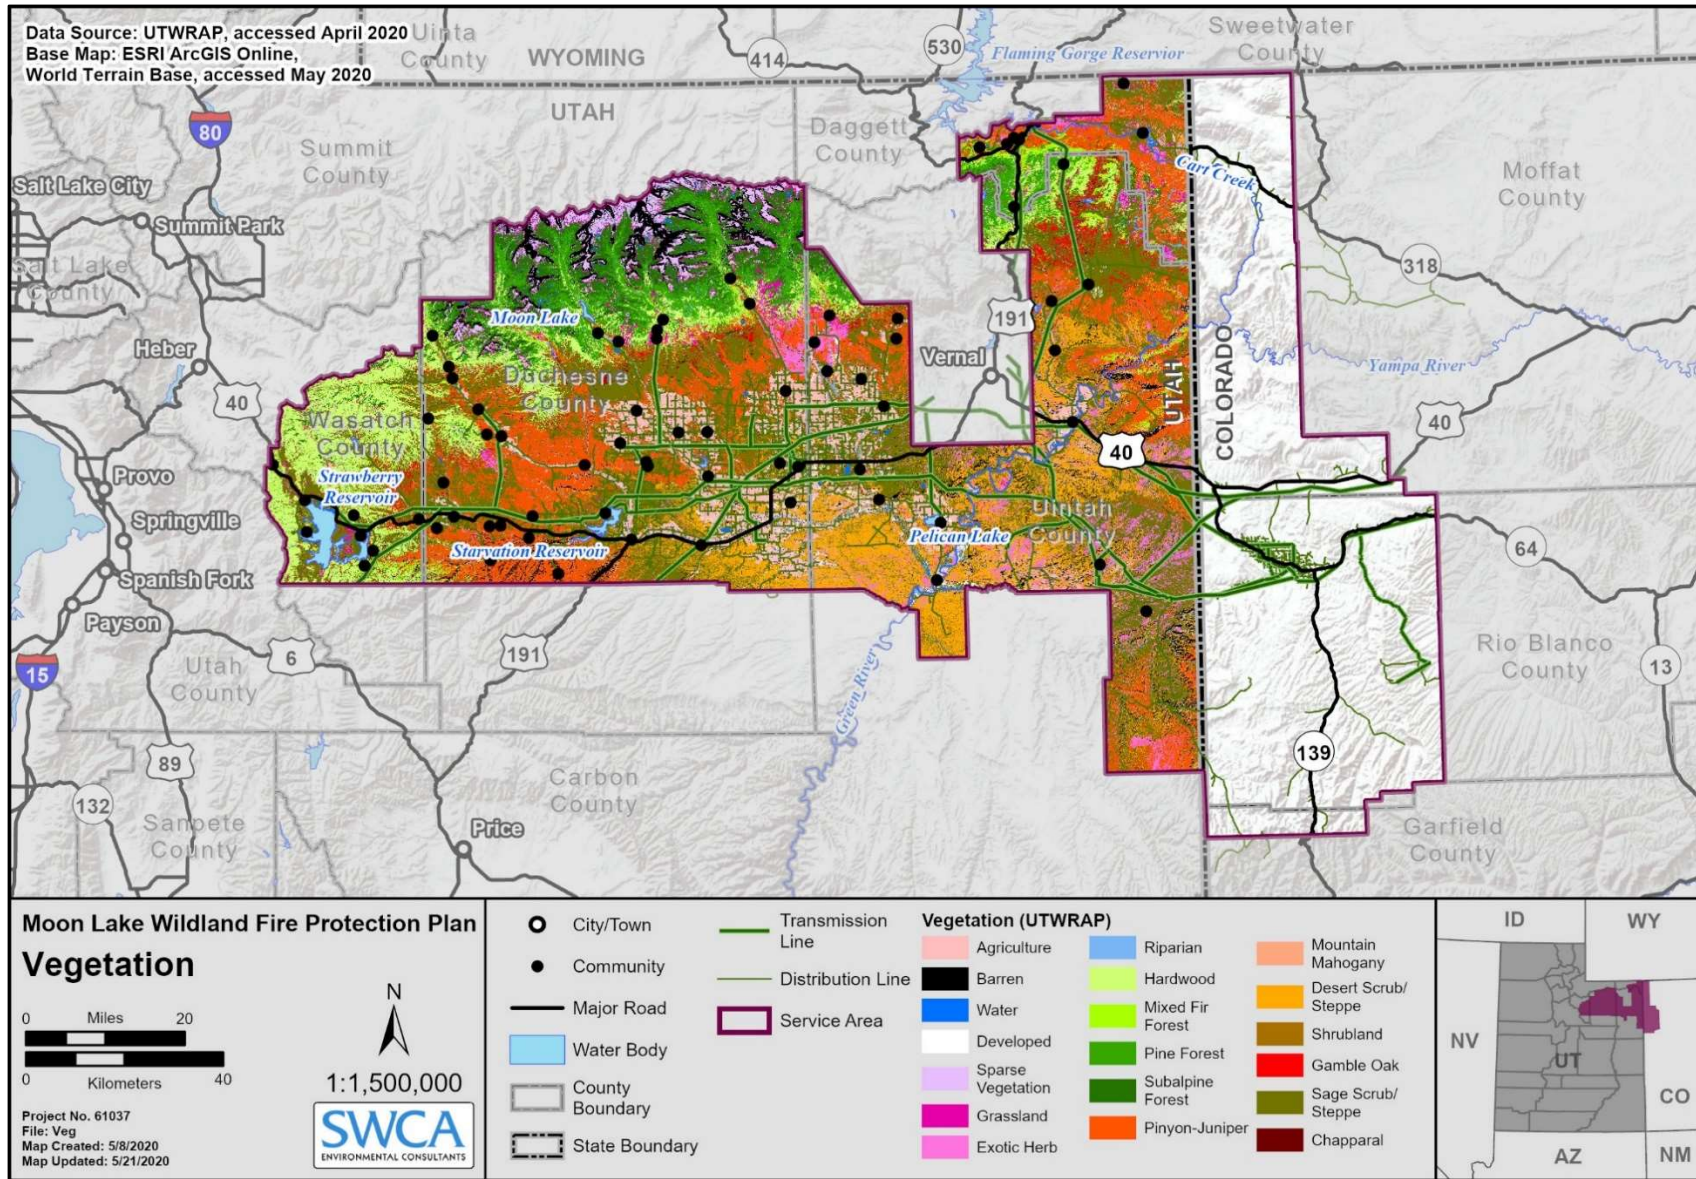 Data Source: UTWRAP, accessed April 2020
Base Map: ESRI ArcGIS Online,
World Terrain Base, accessed May 2020
Uinta
County
WYOMING
414
530
Flaming Gorge Reservior
Sweetwater
County
UTAH
80
Summit
County
Daggett
County
Cart Creek
Moffat
County
Salt Lake City
Summit Park
Salt Lake
County
318
Moon Lake
191
Heber
Vernal
Yampa River
Duchesne
County
UTAH
COLORADO
40
Wasatch
County
40
40
Provo
Strawberry
Reservoir
Springville
Uintah
County
Starvation Reservoir
Pelican Lake
64
Spanish Fork
Payson
6
191
Rio Blanco
County
15
Utah
County
13
Green River
89
139
Carbon
County
132
Sanpete
County
Price
Garfield
County
Moon Lake Wildland Fire Protection Plan
Vegetation
0 Miles 20
0 Kilometers 40
N
1:1,500,000
Project No. 61037
File: Veg
Map Created: 5/8/2020
Map Updated: 5/21/2020
SWCA
ENVIRONMENTAL CONSULTANTS
City/Town
Community
Major Road
Water Body
County
Boundary
State Boundary
Transmission
Line
Distribution Line
Service Area
Vegetation (UTWRAP)
Agriculture
Barren
Water
Developed
Sparse
Vegetation
Grassland
Exotic Herb
Riparian
Hardwood
Mixed Fir
Forest
Pine Forest
Subalpine
Forest
Pinyon-Juniper
Mountain
Mahogany
Desert Scrub/
Steppe
Shrubland
Gamble Oak
Sage Scrub/
Steppe
Chapparal
ID
WY
NV
UT
CO
AZ
NM